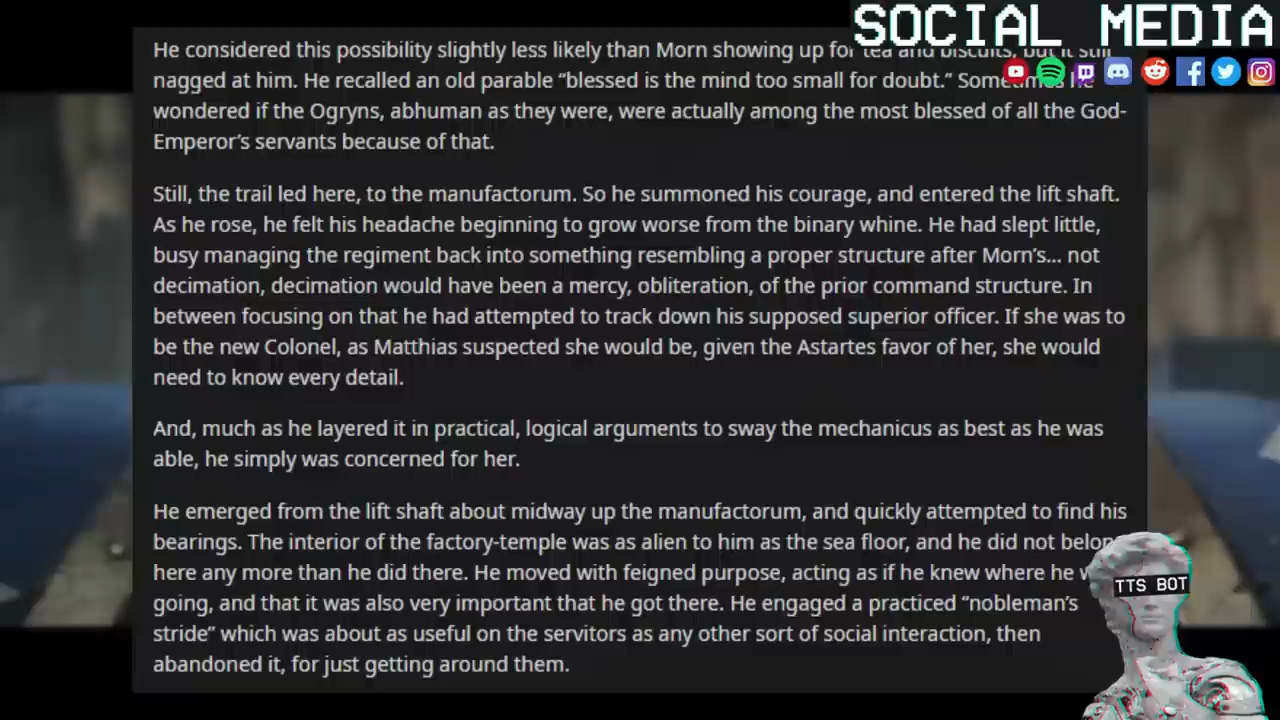 SOCIAL MEDIA
He considered this possibility slightly less likely than Morn showing up for tea and biscuits, but it still
nagged at him. He recalled an old parable “blessed is the mind too small for doubt.” Sometimes he
wondered if the Ogryns, abhuman as they were, were actually among the most blessed of all the God-
Emperor’s servants because of that.
Still, the trail led here, to the manufactorum. So he summoned his courage, and entered the lift shaft.
As he rose, he felt his headache beginning to grow worse from the binary whine. He had slept little,
busy managing the regiment back into something resembling a proper structure after Morn’s... not
decimation, decimation would have been a mercy, obliteration, of the prior command structure. In
between focusing on that he had attempted to track down his supposed superior officer. If she was to
be the new Colonel, as Matthias suspected she would be, given the Astartes favor of her, she would
need to know every detail.
And, much as he layered it in practical, logical arguments to sway the mechanicus as best as he was
able, he simply was concerned for her.
He emerged from the lift shaft about midway up the manufactorum, and quickly attempted to find his
bearings. The interior of the factory-temple was as alien to him as the sea floor, and he did not belong
here any more than he did there. He moved with feigned purpose, acting as if he knew where he
going, and that it was also very important that he got there. He engaged a practiced “nobleman’s
stride” which was about as useful on the servitors as any other sort of social interaction, then
abandoned it, for just getting around them.
TTS BOT